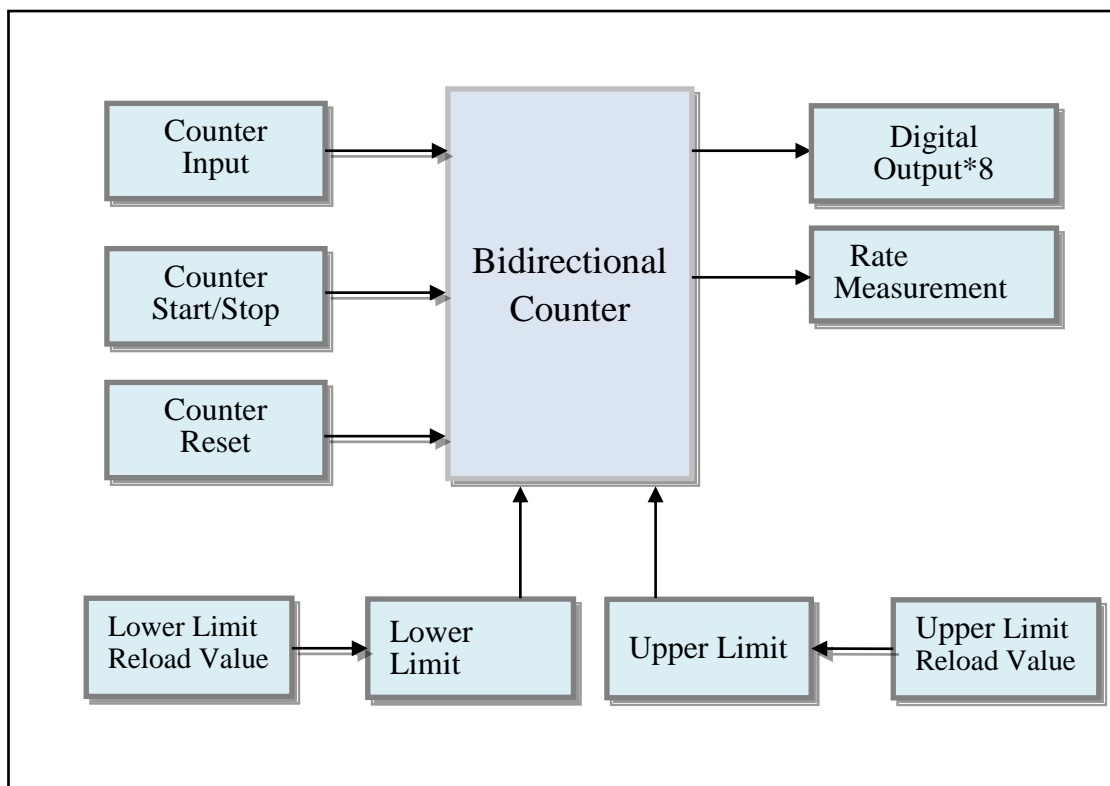 Counter
Input
Counter
Start/Stop
Counter
Reset
Bidirectional
Counter
Digital
Output*8
Rate
Measurement
Lower Limit
Reload Value
Lower
Limit
Upper Limit
Upper Limit
Reload Value